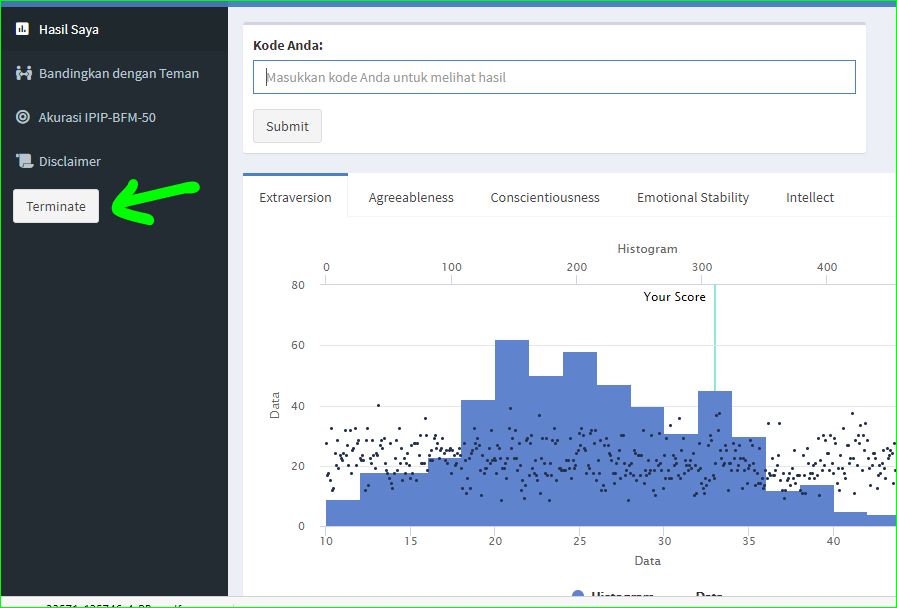 Hasil Saya
Bandingkan dengan Teman
Akurasi IPIP-BFM-50
Disclaimer
Terminate
Kode Anda:
Masukkan kode Anda untuk melihat hasil
Submit
Extraversion Agreeableness Conscientiousness Emotional Stability Intellect
Histogram
0 100 200 300 400
Your Score
80
60
40
20
0
Data
10 15 20 25 30 35 40
Data
Histogram Data